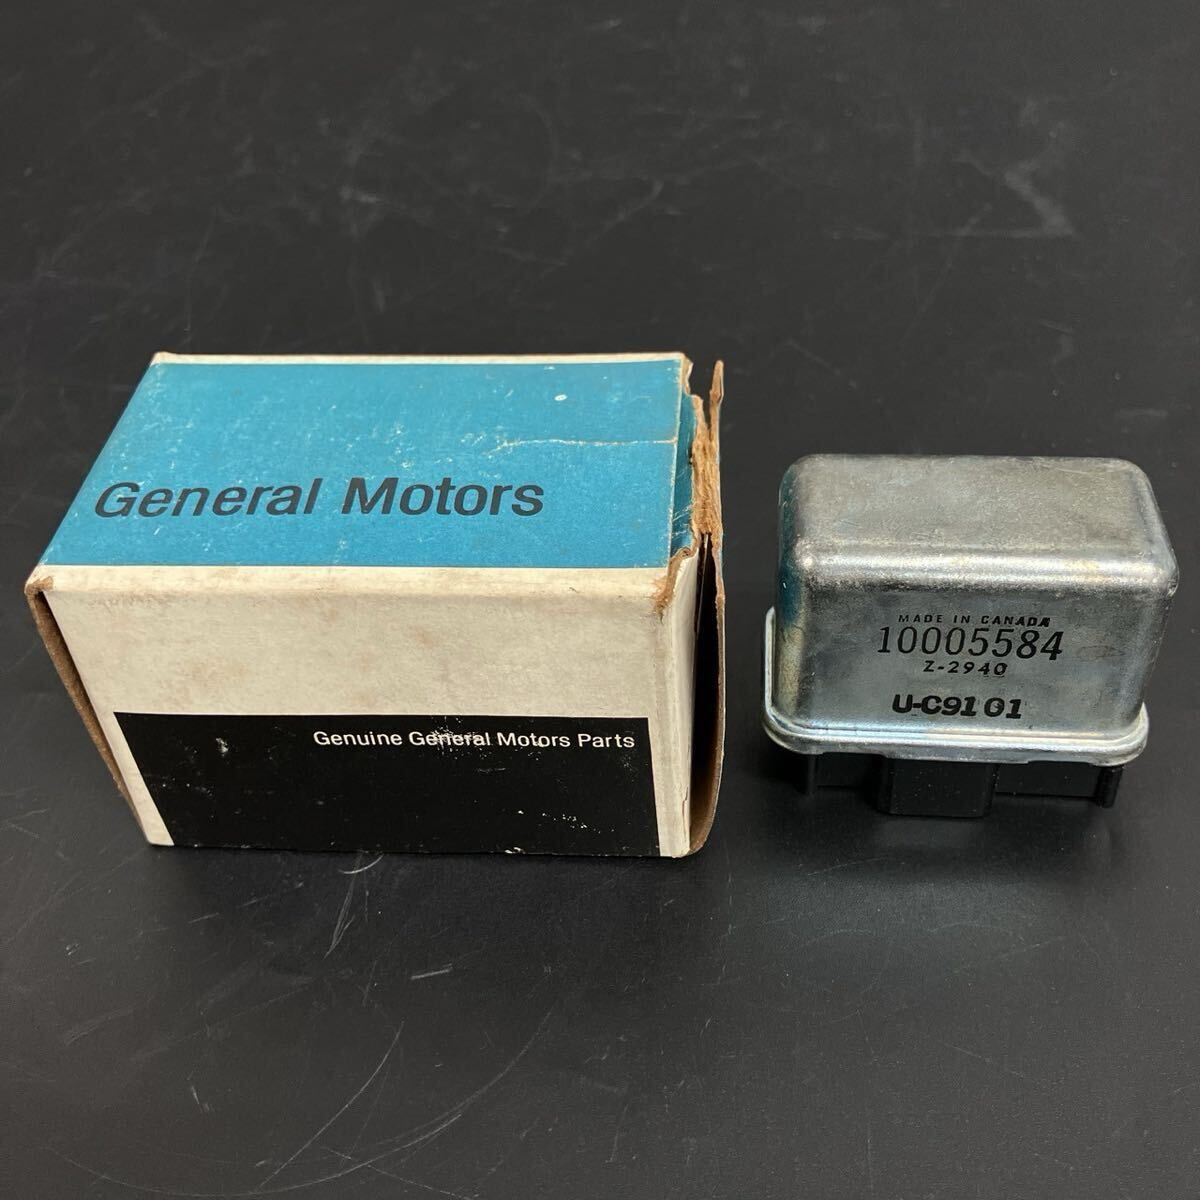 General Motors
Genuine General Motors Parts
MADE IN CANADA
10005584
Z-2940
U-C91 01